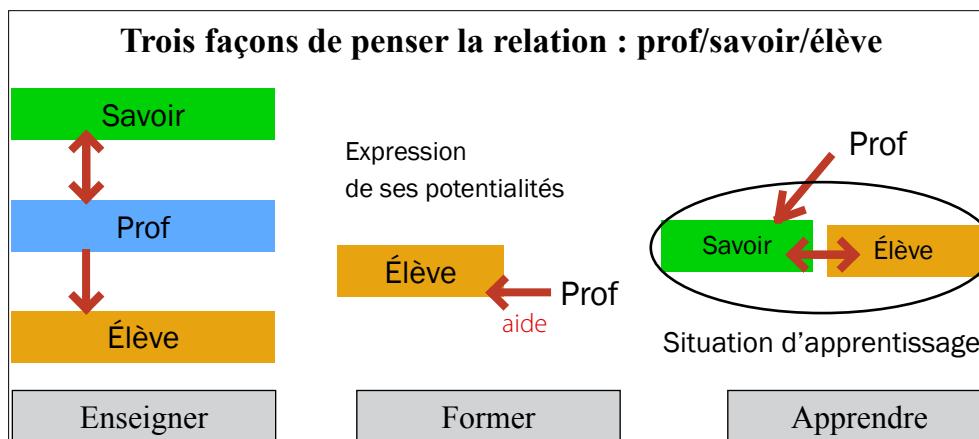 Trois façons de penser la relation : prof/savoir/élève
Savoir
Prof
Élève
Enseigner
Expression
de ses potentialités
Élève
Prof
aide
Former
Prof
Savoir
Élève
Situation d'apprentissage
Apprendre